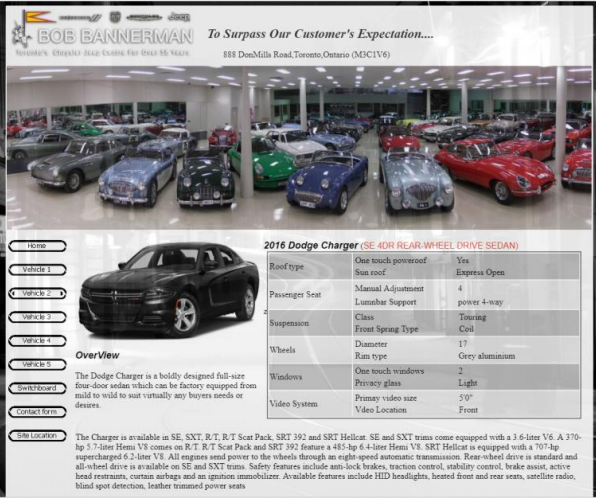 BOB BANNERMAN
Toronto's Chrysler Jeep Centre For Over 55 Years
To Surpass Our Customer's Expectation....
888 DonMills Road,Toronto,Ontario (M3C1V6)
Home
Vehicle 1
Vehicle 2
Vehicle 3
Vehicle 4
Vehicle 5
Switchboard
Contact form
Site Location
2016 Dodge Charger (SE 4DR REAR-WHEEL DRIVE SEDAN)
Roof type One touch poweroof Yes
Sun roof Express Open
Passenger Seat Manual Adjustment 4
Lumnbar Support power 4-way
Suspension Class Touring
Front Spring Type Coil
Wheels Diameter 17
Rim type Grey aluminium
Windows One touch windows 2
Privacy glass Light
Video System Primay video size 5'0"
Vdeo Location Front
OverView
The Dodge Charger is a boldly designed full-size
four-door sedan which can be factory equipped from
mild to wild to suit virtually any buyers needs or
desires.
The Charger is available in SE, SXT, R/T, R/T Scat Pack, SRT 392 and SRT Hellcat. SE and SXT trims come equipped with a 3.6-liter V6. A 370-
hp 5.7-liter Hemi V8 comes on R/T. R/T Scat Pack and SRT 392 feature a 485-hp 6.4-liter Hemi V8. SRT Hellcat is equipped with a 707-hp
supercharged 6.2-liter V8. All engines send power to the wheels through an eight-speed automatic transmission. Rear-wheel drive is standard and
all-wheel drive is available on SE and SXT trims. Safety features include anti-lock brakes, traction control, stability control, brake assist, active
head restraints, curtain airbags and an ignition immobilizer. Available features include HID headlights, heated front and rear seats, satellite radio,
blind spot detection, leather trimmed power seats